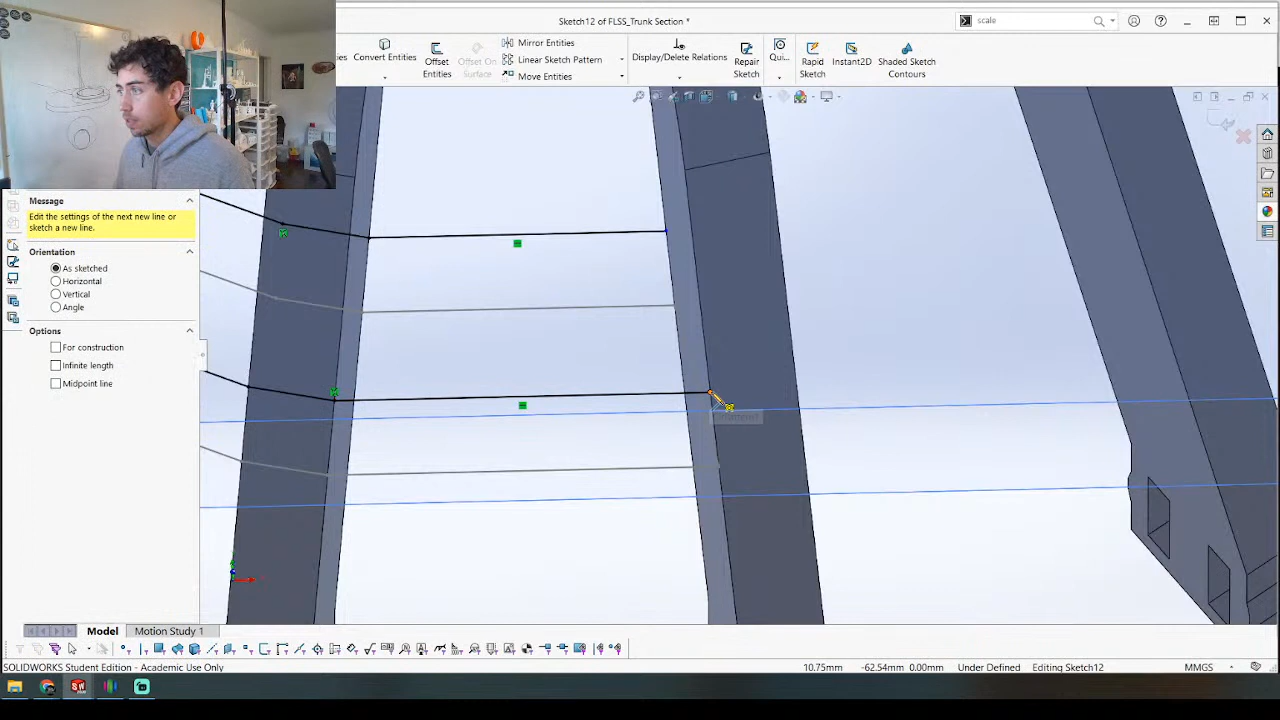 Sketch12 of FLSS_Trunk Section *
scale
Convert Entities
Offset Entities
Offset On Surface
Mirror Entities
Linear Sketch Pattern
Move Entities
Display/Delete Relations
Repair Sketch
Qui...
Rapid Sketch
Instant2D
Shaded Sketch Contours
Message
Edit the settings of the next new line or
sketch a new line.
Orientation
As sketched
Horizontal
Vertical
Angle
Options
For construction
Infinite length
Midpoint line
Model
Motion Study 1
SOLIDWORKS Student Edition - Academic Use Only
10.75mm
-62.54mm 0.00mm
Under Defined
Editing Sketch12
MMGS